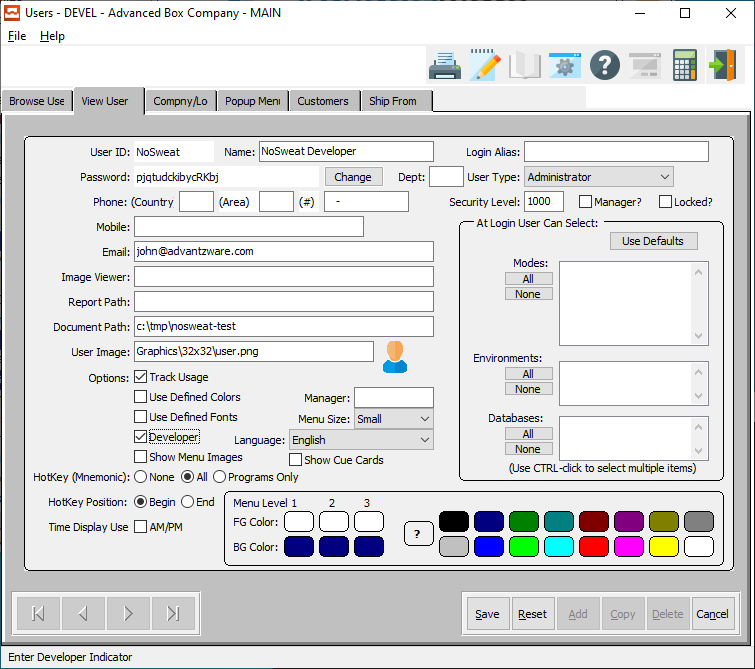 Users - DEVEL - Advanced Box Company - MAIN
File Help
Browse Use View User Compny/Lo Popup Menu Customers Ship From
User ID: NoSweat Name: NoSweat Developer Login Alias:
Password: pjqtudckibycRKbj Change Dept: User Type: Administrator
Phone: (Country (Area) (#) - Security Level: 1000 Manager? Locked?
Mobile: At Login User Can Select:
Use Defaults
Email: john@advantzware.com
Modes:
Image Viewer: All
Report Path: None
Document Path: c:\tmp\nosweat-test
User Image: Graphics\32x32\user.png Environments:
Options: Track Usage All
Use Defined Colors Manager: None
Use Defined Fonts Menu Size: Small Databases:
Developer Language: English All
None
Show Menu Images Show Cue Cards (Use CTRL-click to select multiple items)
HotKey (Mnemonic): None All Programs Only
HotKey Position: Begin End Menu Level 1 2 3
Time Display Use AM/PM FG Color: ?
BG Color:
Save Reset Add Copy Delete Cancel
Enter Developer Indicator